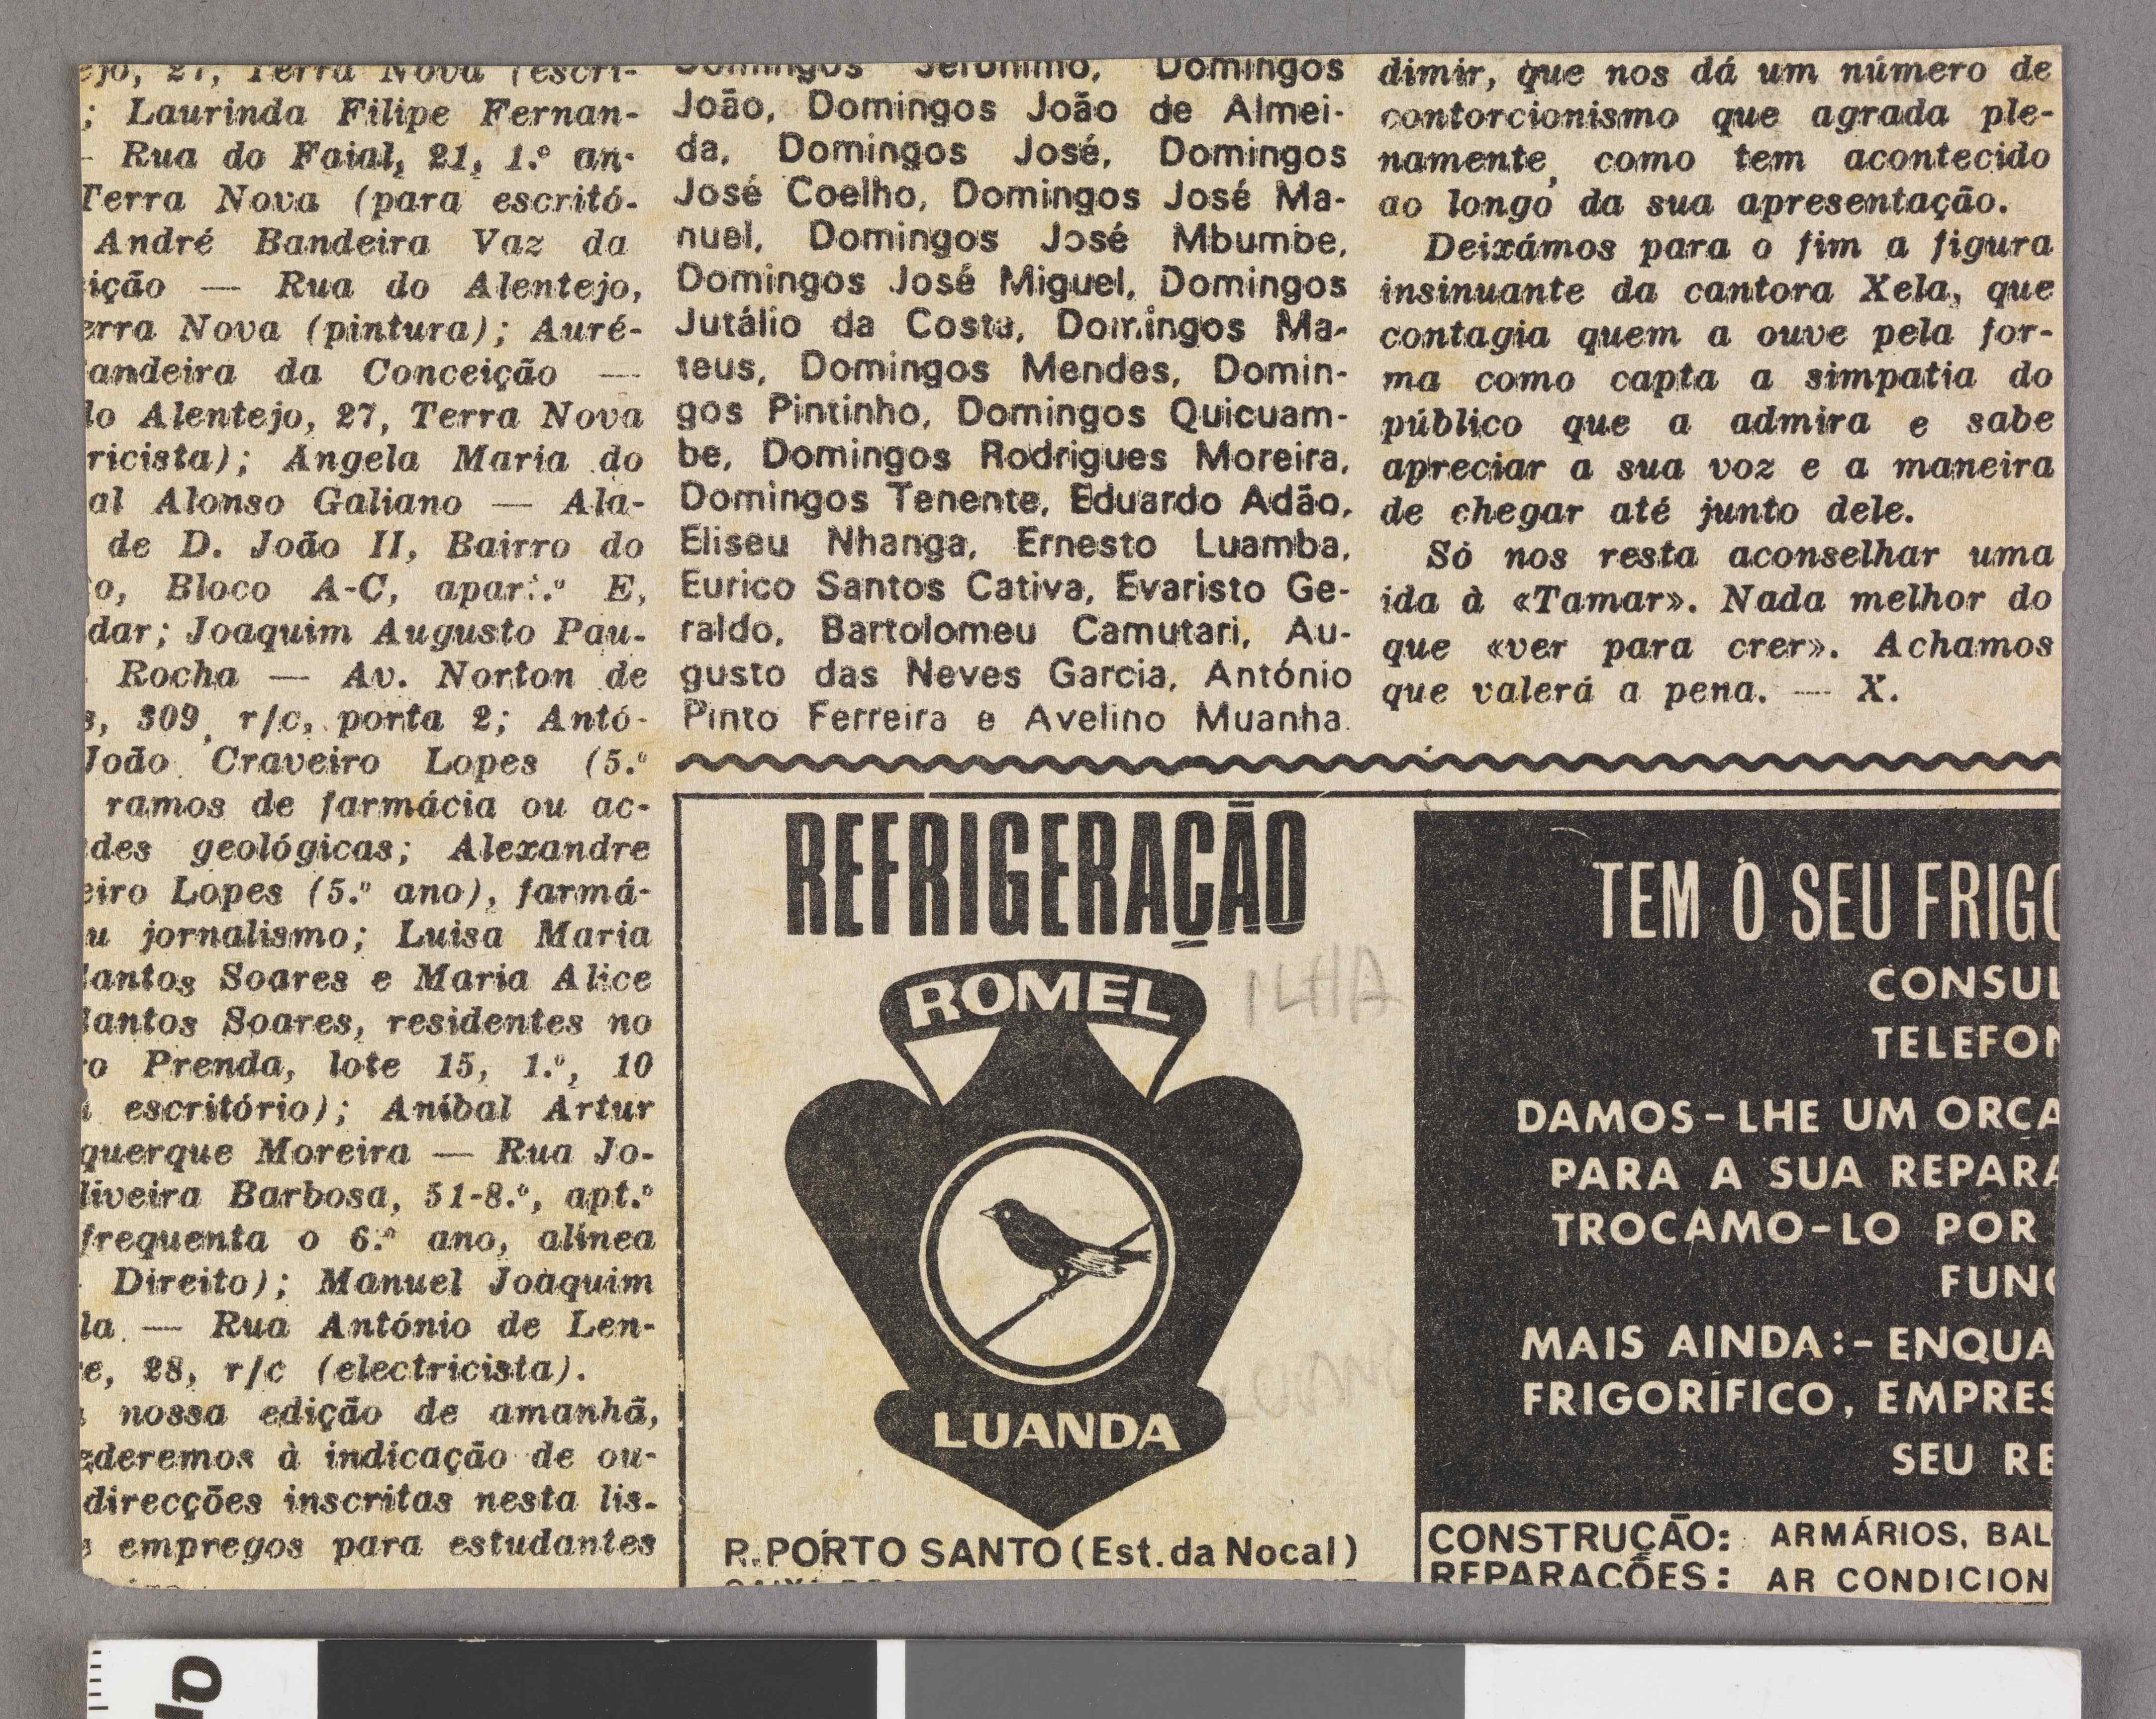 ejo, 27, Terra Nova (escri-
; Laurinda Filipe Fernan-
- Rua do Faial, 21, 1.º an-
Terra Nova (para escritó-
André Bandeira Vaz da
ição — Rua do Alentejo,
erra Nova (pintura); Auré-
andeira da Conceição —
lo Alentejo, 27, Terra Nova
ricista); Angela Maria do
al Alonso Galiano — Ala-
de D. João II, Bairro do
o, Bloco A-C, apart.º E,
dar; Joaquim Augusto Pau-
Rocha — Av. Norton de
s, 309, r/c, porta 2; Antó-
João Craveiro Lopes (5.º
ramos de farmácia ou ac-
des geológicas; Alexandre
eiro Lopes (5.º ano), farmá-
u jornalismo; Luisa Maria
Santos Soares e Maria Alice
Santos Soares, residentes no
ro Prenda, lote 15, 1.º, 10
escritório); Aníbal Artur
querque Moreira — Rua Jo-
liveira Barbosa, 51-8.º, apt.º
frequenta o 6.º ano, alínea
Direito); Manuel Joaquim
la — Rua António de Len-
e, 28, r/c (electricista).
nossa edição de amanhã,
ederemos à indicação de ou-
direcções inscritas nesta lis-
empregos para estudantes
Domingos Jerónimo, Domingos
João, Domingos João de Almei-
da, Domingos José, Domingos
José Coelho, Domingos José Ma-
nuel, Domingos José Mbumbe,
Domingos José Miguel, Domingos
Jutálio da Costa, Domingos Ma-
teus, Domingos Mendes, Domin-
gos Pintinho, Domingos Quicuam-
be, Domingos Rodrigues Moreira,
Domingos Tenente, Eduardo Adão,
Eliseu Nhanga, Ernesto Luamba,
Eurico Santos Cativa, Evaristo Ge-
raldo, Bartolomeu Camutari, Au-
gusto das Neves Garcia, António
Pinto Ferreira e Avelino Muanha.
dimir, que nos dá um número de
contorcionismo que agrada ple-
namente, como tem acontecido
ao longo da sua apresentação.
Deixámos para o fim a figura
insinuante da cantora Xela, que
contagia quem a ouve pela for-
ma como capta a simpatia do
público que a admira e sabe
apreciar a sua voz e a maneira
de chegar até junto dele.
Só nos resta aconselhar uma
ida à «Tamar». Nada melhor do
que «ver para crer». Achamos
que valerá a pena. — X.
REFRIGERAÇÃO
ROMEL
ILHA
LUANDA
R. PORTO SANTO (Est. da Nocal)
TEM O SEU FRIGO
CONSUL
TELEFON
DAMOS-LHE UM ORÇA
PARA A SUA REPARA
TROCAMO-LO POR
FUNC
MAIS AINDA:- ENQUA
FRIGORÍFICO, EMPRES
SEU RE
CONSTRUÇÃO: ARMÁRIOS, BAL
REPARAÇÕES: AR CONDICION